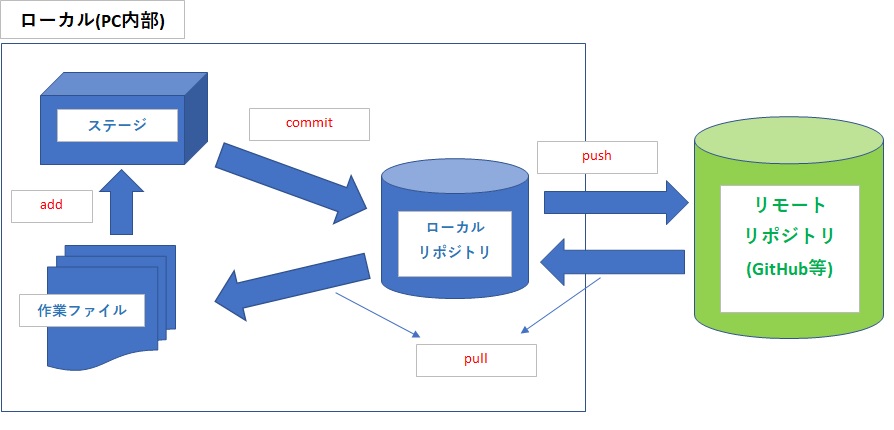 ローカル(PC内部)
ステージ
commit
push
add
ローカル
リポジトリ
リモート
リポジトリ
(GitHub等)
作業ファイル
pull